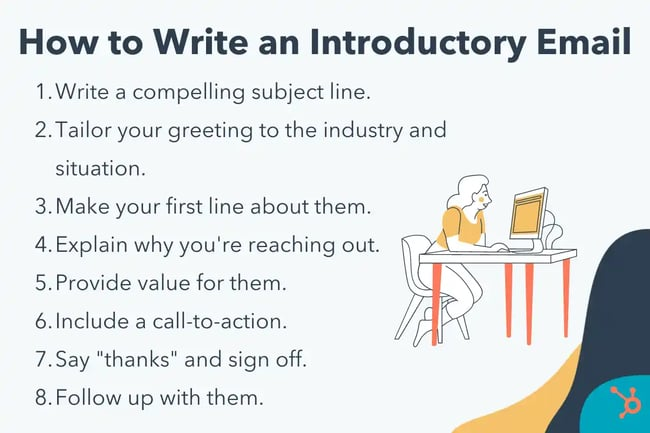 How to Write an Introductory Email
1. Write a compelling subject line.
2. Tailor your greeting to the industry and
situation.
3. Make your first line about them.
4. Explain why you're reaching out.
5. Provide value for them.
6. Include a call-to-action.
7. Say "thanks" and sign off.
8. Follow up with them.